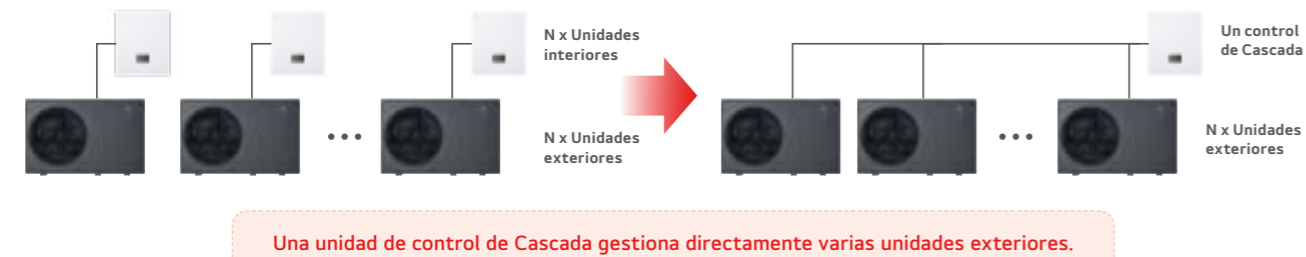 N x Unidades
interiores
N x Unidades
exteriores
Un control
de Cascada
N x Unidades
exteriores
Una unidad de control de Cascada gestiona directamente varias unidades exteriores.